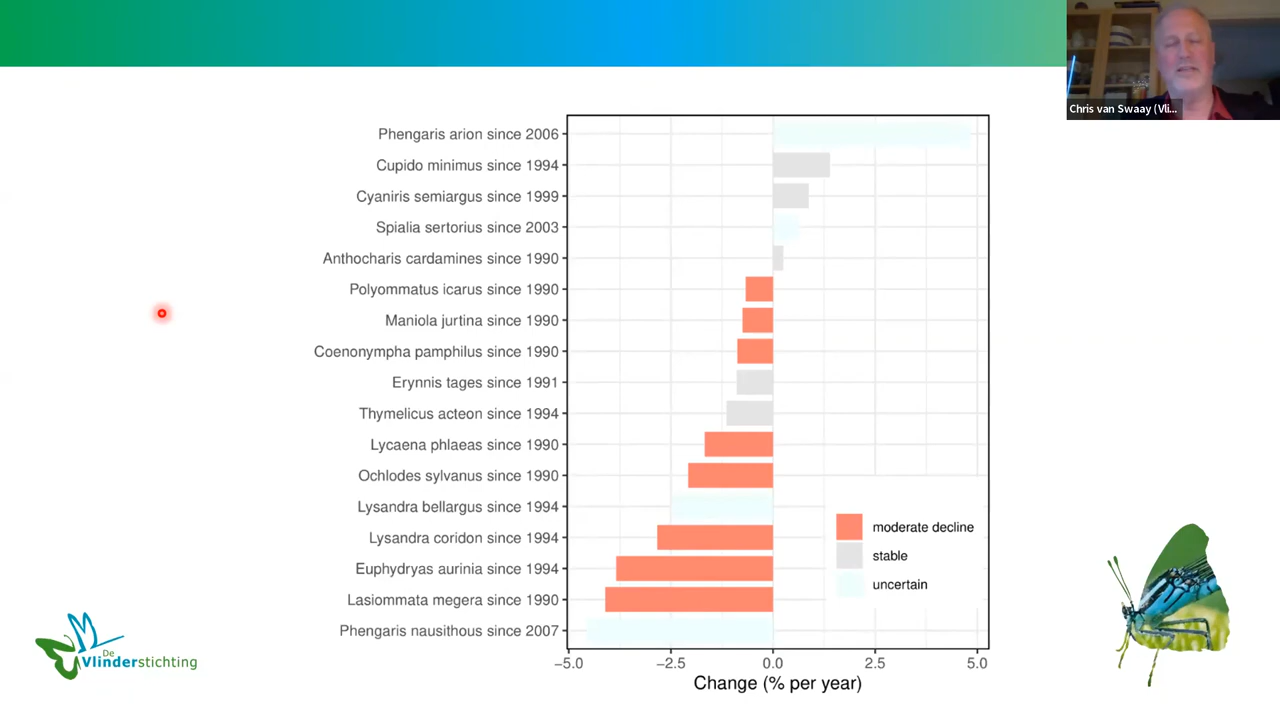 Chris van Swaay (Vli...
Phengaris arion since 2006
Cupido minimus since 1994
Cyaniris semiargus since 1999
Spialia sertorius since 2003
Anthocharis cardamines since 1990
Polyommatus icarus since 1990
Maniola jurtina since 1990
Coenonympha pamphilus since 1990
Erynnis tages since 1991
Thymelicus acteon since 1994
Lycaena phlaeas since 1990
Ochlodes sylvanus since 1990
Lysandra bellargus since 1994
Lysandra coridon since 1994
Euphydryas aurinia since 1994
Lasiommata megera since 1990
Phengaris nausithous since 2007
moderate decline
stable
uncertain
−5.0 −2.5 0.0 2.5 5.0
Change (% per year)
De
Vlinderstichting